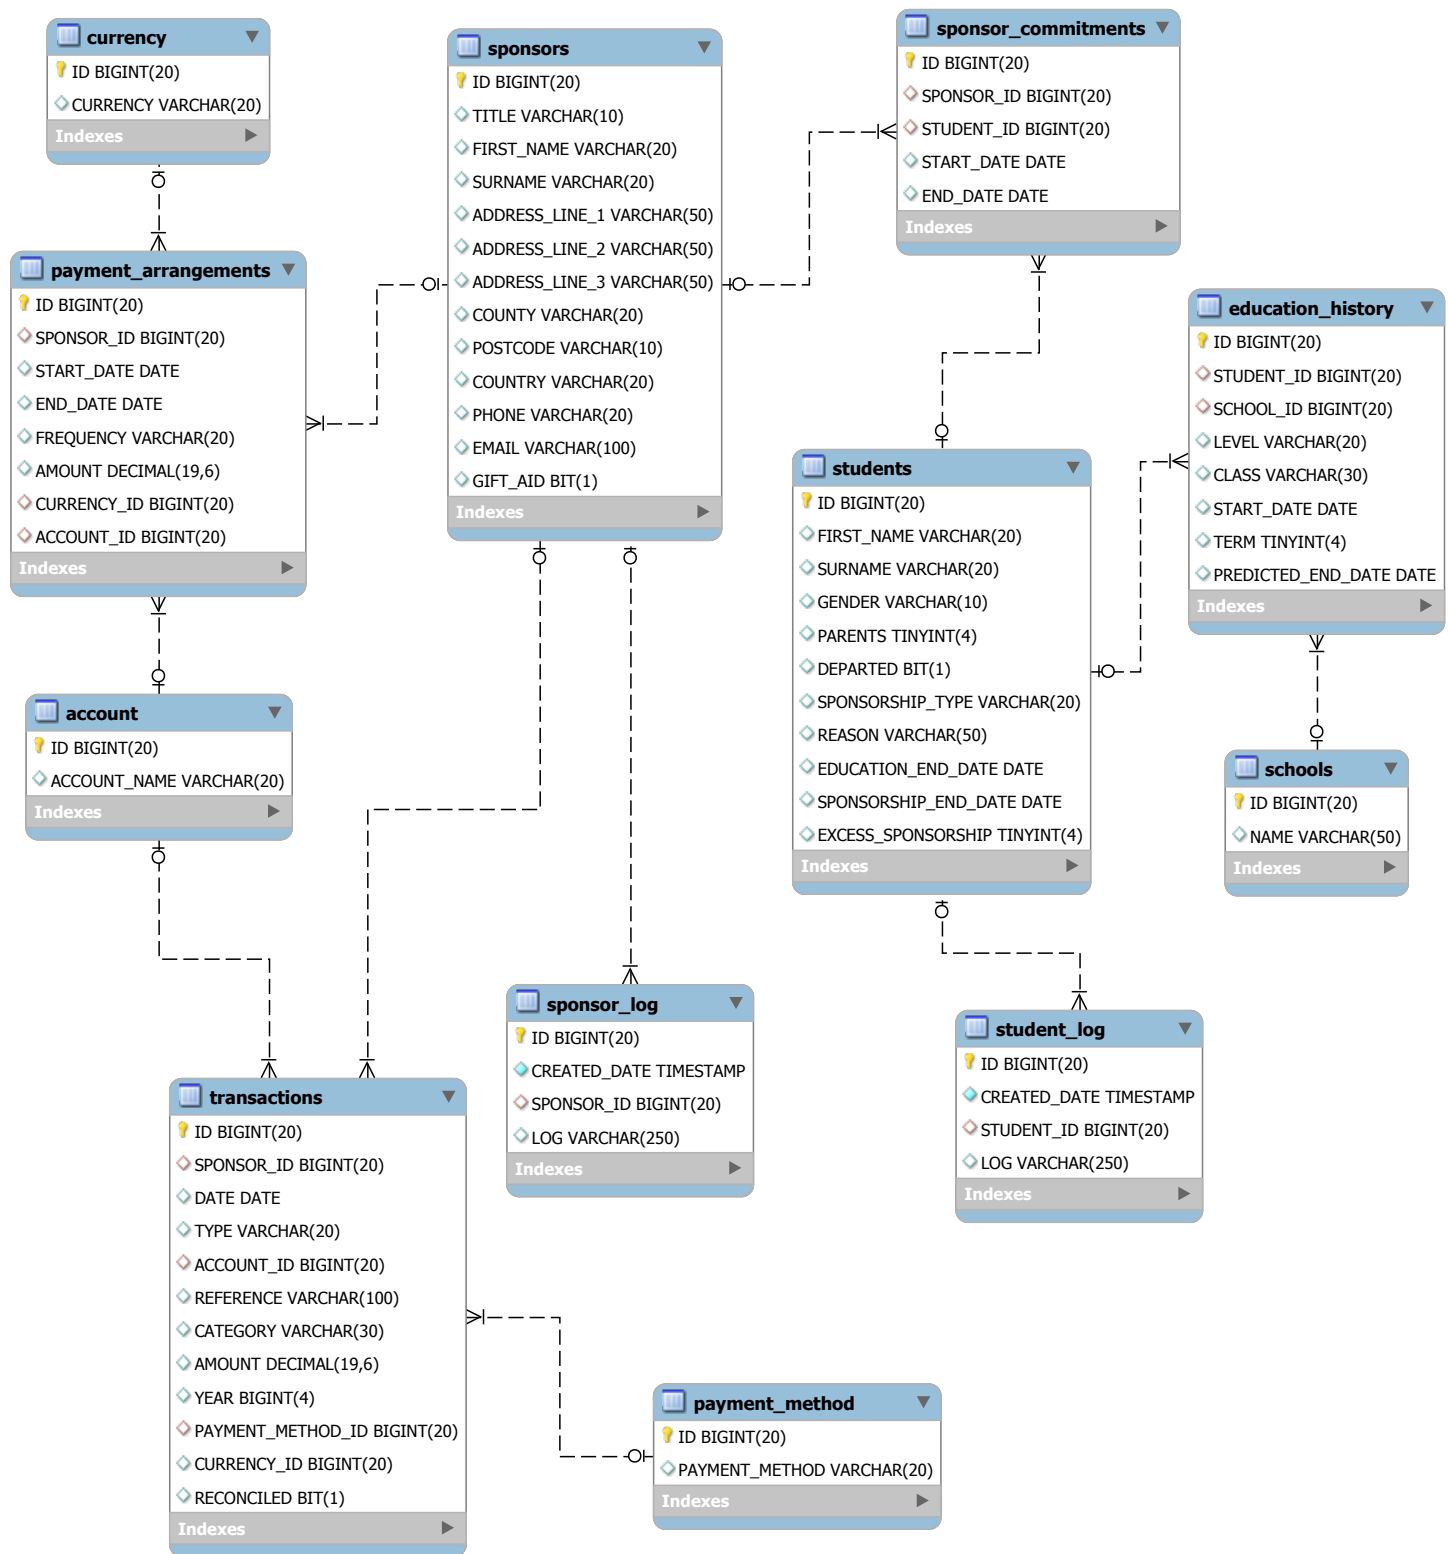 currency
ID BIGINT(20)
CURRENCY VARCHAR(20)
Indexes
sponsors
ID BIGINT(20)
TITLE VARCHAR(10)
FIRST_NAME VARCHAR(20)
SURNAME VARCHAR(20)
ADDRESS_LINE_1 VARCHAR(50)
ADDRESS_LINE_2 VARCHAR(50)
ADDRESS_LINE_3 VARCHAR(50)
COUNTY VARCHAR(20)
POSTCODE VARCHAR(10)
COUNTRY VARCHAR(20)
PHONE VARCHAR(20)
EMAIL VARCHAR(100)
GIFT_AID BIT(1)
Indexes
sponsor_commitments
ID BIGINT(20)
SPONSOR_ID BIGINT(20)
STUDENT_ID BIGINT(20)
START_DATE DATE
END_DATE DATE
Indexes
payment_arrangements
ID BIGINT(20)
SPONSOR_ID BIGINT(20)
START_DATE DATE
END_DATE DATE
FREQUENCY VARCHAR(20)
AMOUNT DECIMAL(19,6)
CURRENCY_ID BIGINT(20)
ACCOUNT_ID BIGINT(20)
Indexes
education_history
ID BIGINT(20)
STUDENT_ID BIGINT(20)
SCHOOL_ID BIGINT(20)
LEVEL VARCHAR(20)
CLASS VARCHAR(30)
START_DATE DATE
TERM TINYINT(4)
PREDICTED_END_DATE DATE
Indexes
students
ID BIGINT(20)
FIRST_NAME VARCHAR(20)
SURNAME VARCHAR(20)
GENDER VARCHAR(10)
PARENTS TINYINT(4)
DEPARTED BIT(1)
SPONSORSHIP_TYPE VARCHAR(20)
REASON VARCHAR(50)
EDUCATION_END_DATE DATE
SPONSORSHIP_END_DATE DATE
EXCESS_SPONSORSHIP TINYINT(4)
Indexes
account
ID BIGINT(20)
ACCOUNT_NAME VARCHAR(20)
Indexes
schools
ID BIGINT(20)
NAME VARCHAR(50)
Indexes
sponsor_log
ID BIGINT(20)
CREATED_DATE TIMESTAMP
SPONSOR_ID BIGINT(20)
LOG VARCHAR(250)
Indexes
student_log
ID BIGINT(20)
CREATED_DATE TIMESTAMP
STUDENT_ID BIGINT(20)
LOG VARCHAR(250)
Indexes
transactions
ID BIGINT(20)
SPONSOR_ID BIGINT(20)
DATE DATE
TYPE VARCHAR(20)
ACCOUNT_ID BIGINT(20)
REFERENCE VARCHAR(100)
CATEGORY VARCHAR(30)
AMOUNT DECIMAL(19,6)
YEAR BIGINT(4)
PAYMENT_METHOD_ID BIGINT(20)
CURRENCY_ID BIGINT(20)
RECONCILED BIT(1)
Indexes
payment_method
ID BIGINT(20)
PAYMENT_METHOD VARCHAR(20)
Indexes